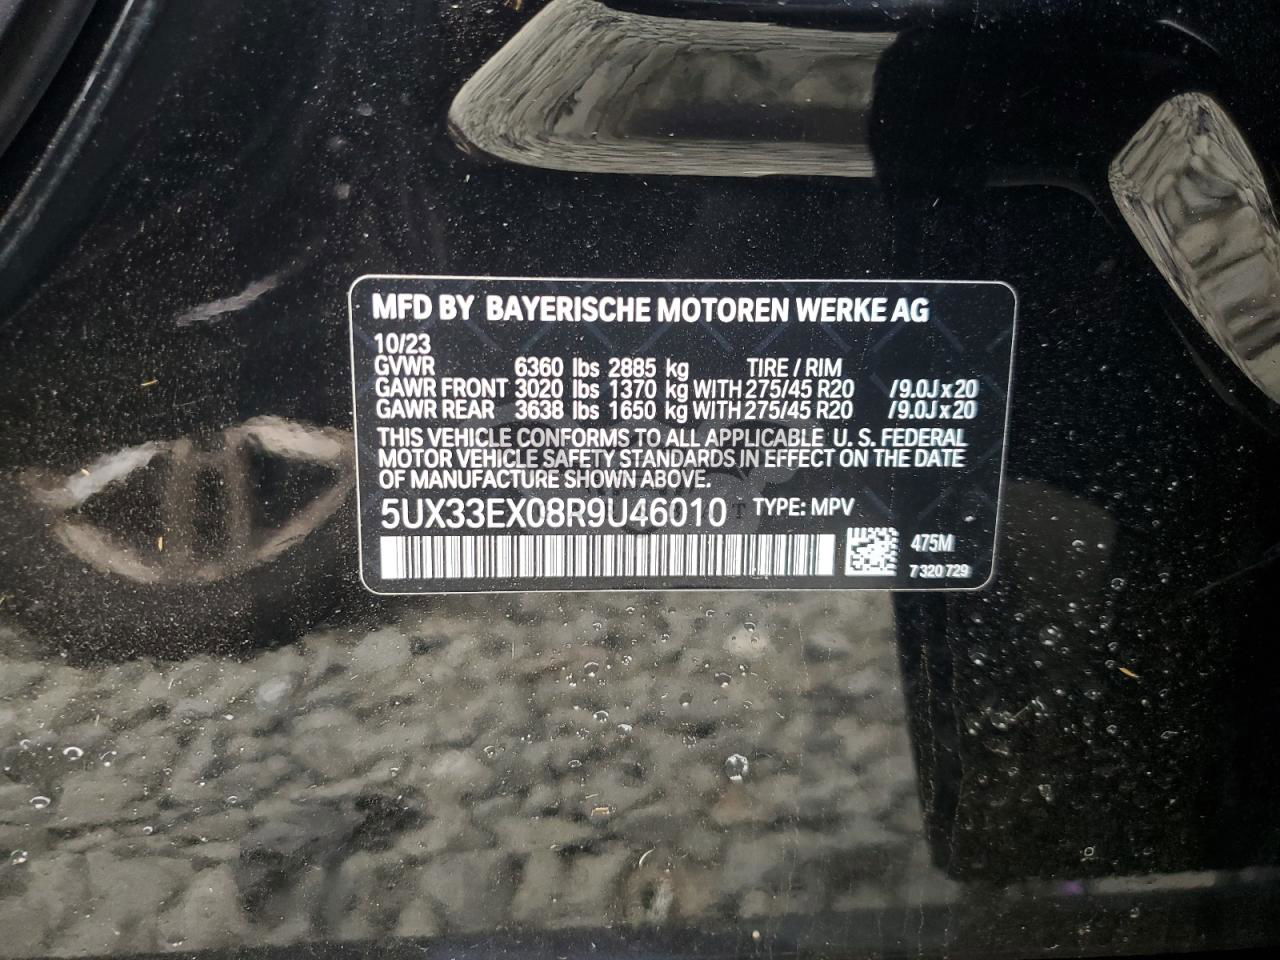 MFD BY BAYERISCHE MOTOREN WERKE AG
10/23
GVWR 6360 lbs 2885 kg TIRE / RIM
GAWR FRONT 3020 lbs 1370 kg WITH 275/45 R20 /9.0J x 20
GAWR REAR 3638 lbs 1650 kg WITH 275/45 R20 /9.0J x 20
THIS VEHICLE CONFORMS TO ALL APPLICABLE U. S. FEDERAL
MOTOR VEHICLE SAFETY STANDARDS IN EFFECT ON THE DATE
OF MANUFACTURE SHOWN ABOVE.
5UX33EX08R9U46010 TYPE: MPV
475M
7 320 729